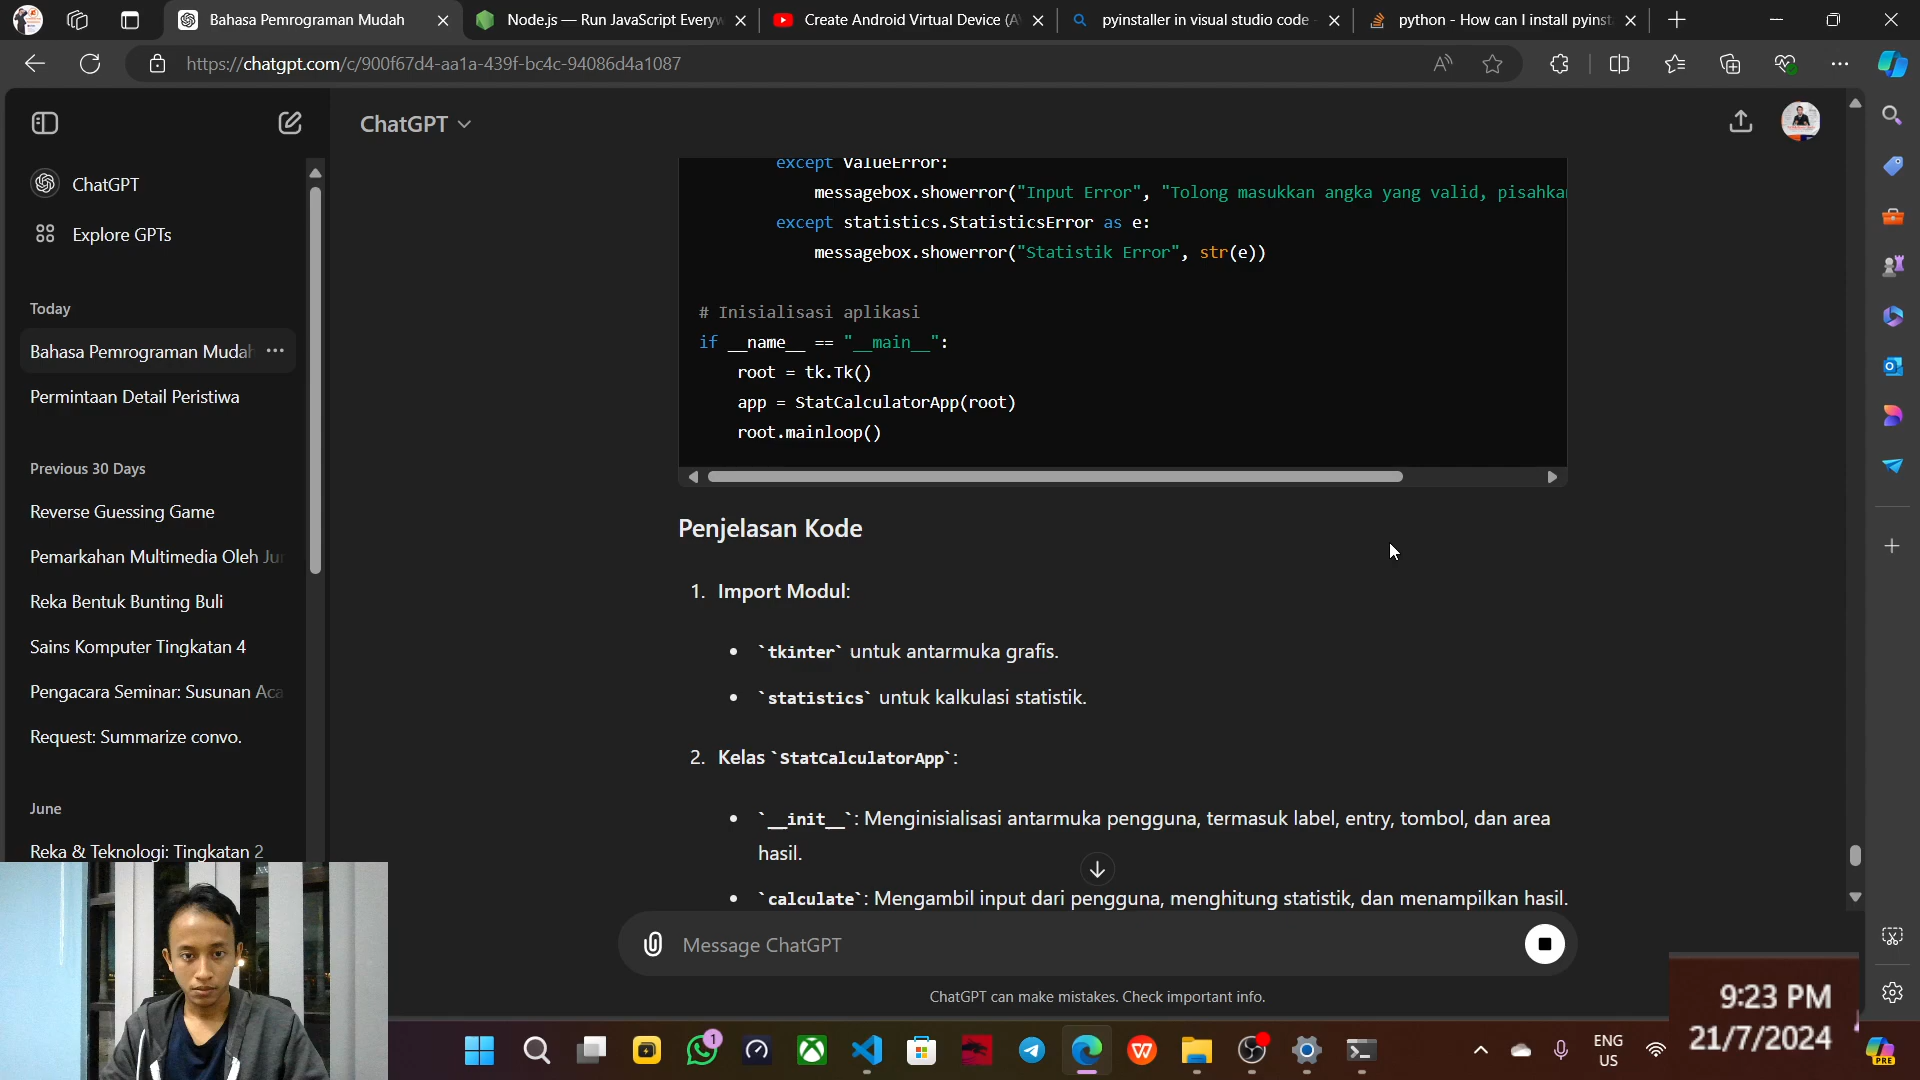 Bahasa Pemrograman Mudah
Node.js — Run JavaScript Everyw
Create Android Virtual Device (A
pyinstaller in visual studio code
python - How can I install pyinst
https://chatgpt.com/c/900f67d4-aa1a-439f-bc4c-94086d4a1087
ChatGPT
ChatGPT
Explore GPTs
Today
Bahasa Pemrograman Mudah
Permintaan Detail Peristiwa
Previous 30 Days
Reverse Guessing Game
Pemarkahan Multimedia Oleh Ju
Reka Bentuk Bunting Buli
Sains Komputer Tingkatan 4
Pengacara Seminar: Susunan Aca
Request: Summarize convo.
June
Reka & Teknologi: Tingkatan 2
except ValueError:
messagebox.showerror("Input Error", "Tolong masukkan angka yang valid, pisahkan
except statistics.StatisticsError as e:
messagebox.showerror("Statistik Error", str(e))
# Inisialisasi aplikasi
if __name__ == "__main__":
root = tk.Tk()
app = StatCalculatorApp(root)
root.mainloop()
Penjelasan Kode
1. Import Modul:
• `tkinter` untuk antarmuka grafis.
• `statistics` untuk kalkulasi statistik.
2. Kelas `StatCalculatorApp`:
• `__init__`: Menginisialisasi antarmuka pengguna, termasuk label, entry, tombol, dan area
hasil.
• `calculate`: Mengambil input dari pengguna, menghitung statistik, dan menampilkan hasil.
Message ChatGPT
ChatGPT can make mistakes. Check important info.
1
ENG
US
9:23 PM
21/7/2024
PRE